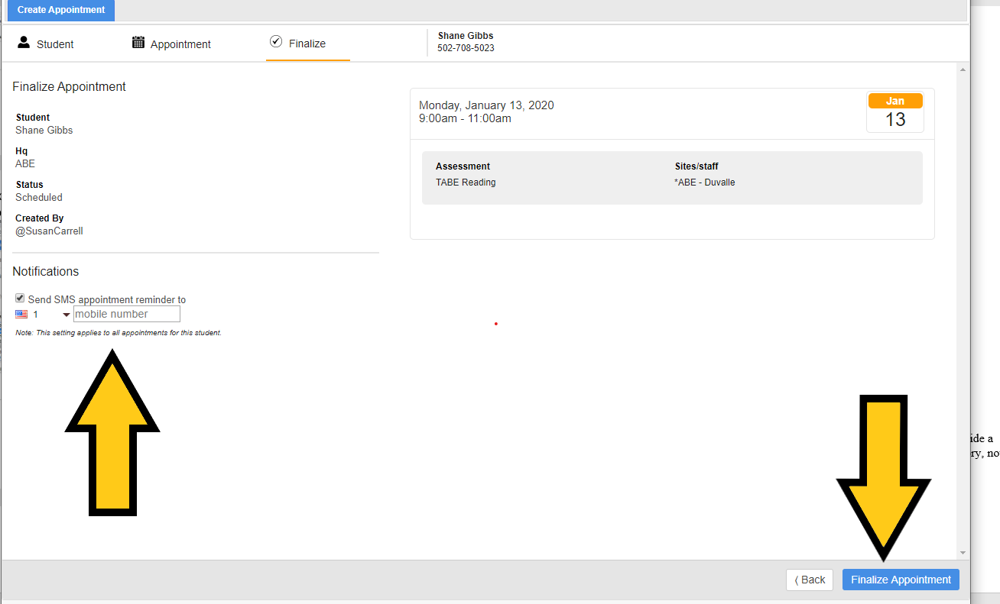 Create Appointment
Student
Appointment
Finalize
Shane Gibbs
502-708-5023
Finalize Appointment
Student
Shane Gibbs
Hq
ABE
Status
Scheduled
Created By
@SusanCarrell
Monday, January 13, 2020
9:00am - 11:00am
Jan
13
Assessment
Sites/staff
TABE Reading
*ABE - Duvalle
Notifications
Send SMS appointment reminder to
1
mobile number
Note: This setting applies to all appointments for this student.
⟨ Back
Finalize Appointment